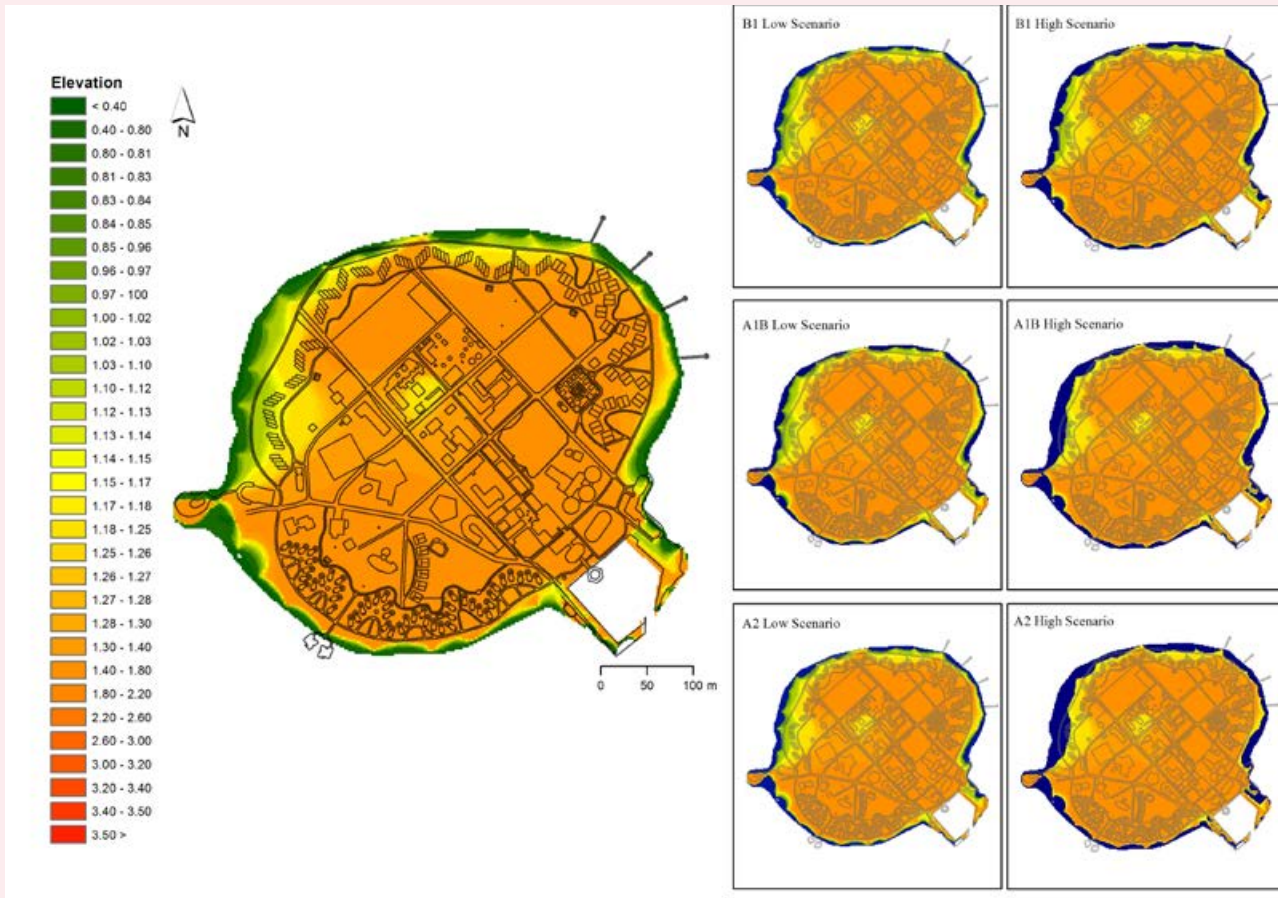 Elevation
< 0.40
0.40 - 0.80
0.80 - 0.81
0.81 - 0.83
0.83 - 0.84
0.84 - 0.85
0.85 - 0.96
0.96 - 0.97
0.97 - 100
1.00 - 1.02
1.02 - 1.03
1.03 - 1.10
1.10 - 1.12
1.12 - 1.13
1.13 - 1.14
1.14 - 1.15
1.15 - 1.17
1.17 - 1.18
1.18 - 1.25
1.25 - 1.26
1.26 - 1.27
1.27 - 1.28
1.28 - 1.30
1.30 - 1.40
1.40 - 1.80
1.80 - 2.20
2.20 - 2.60
2.60 - 3.00
3.00 - 3.20
3.20 - 3.40
3.40 - 3.50
3.50 >
N
0 50 100 m
B1 Low Scenario
B1 High Scenario
A1B Low Scenario
A1B High Scenario
A2 Low Scenario
A2 High Scenario